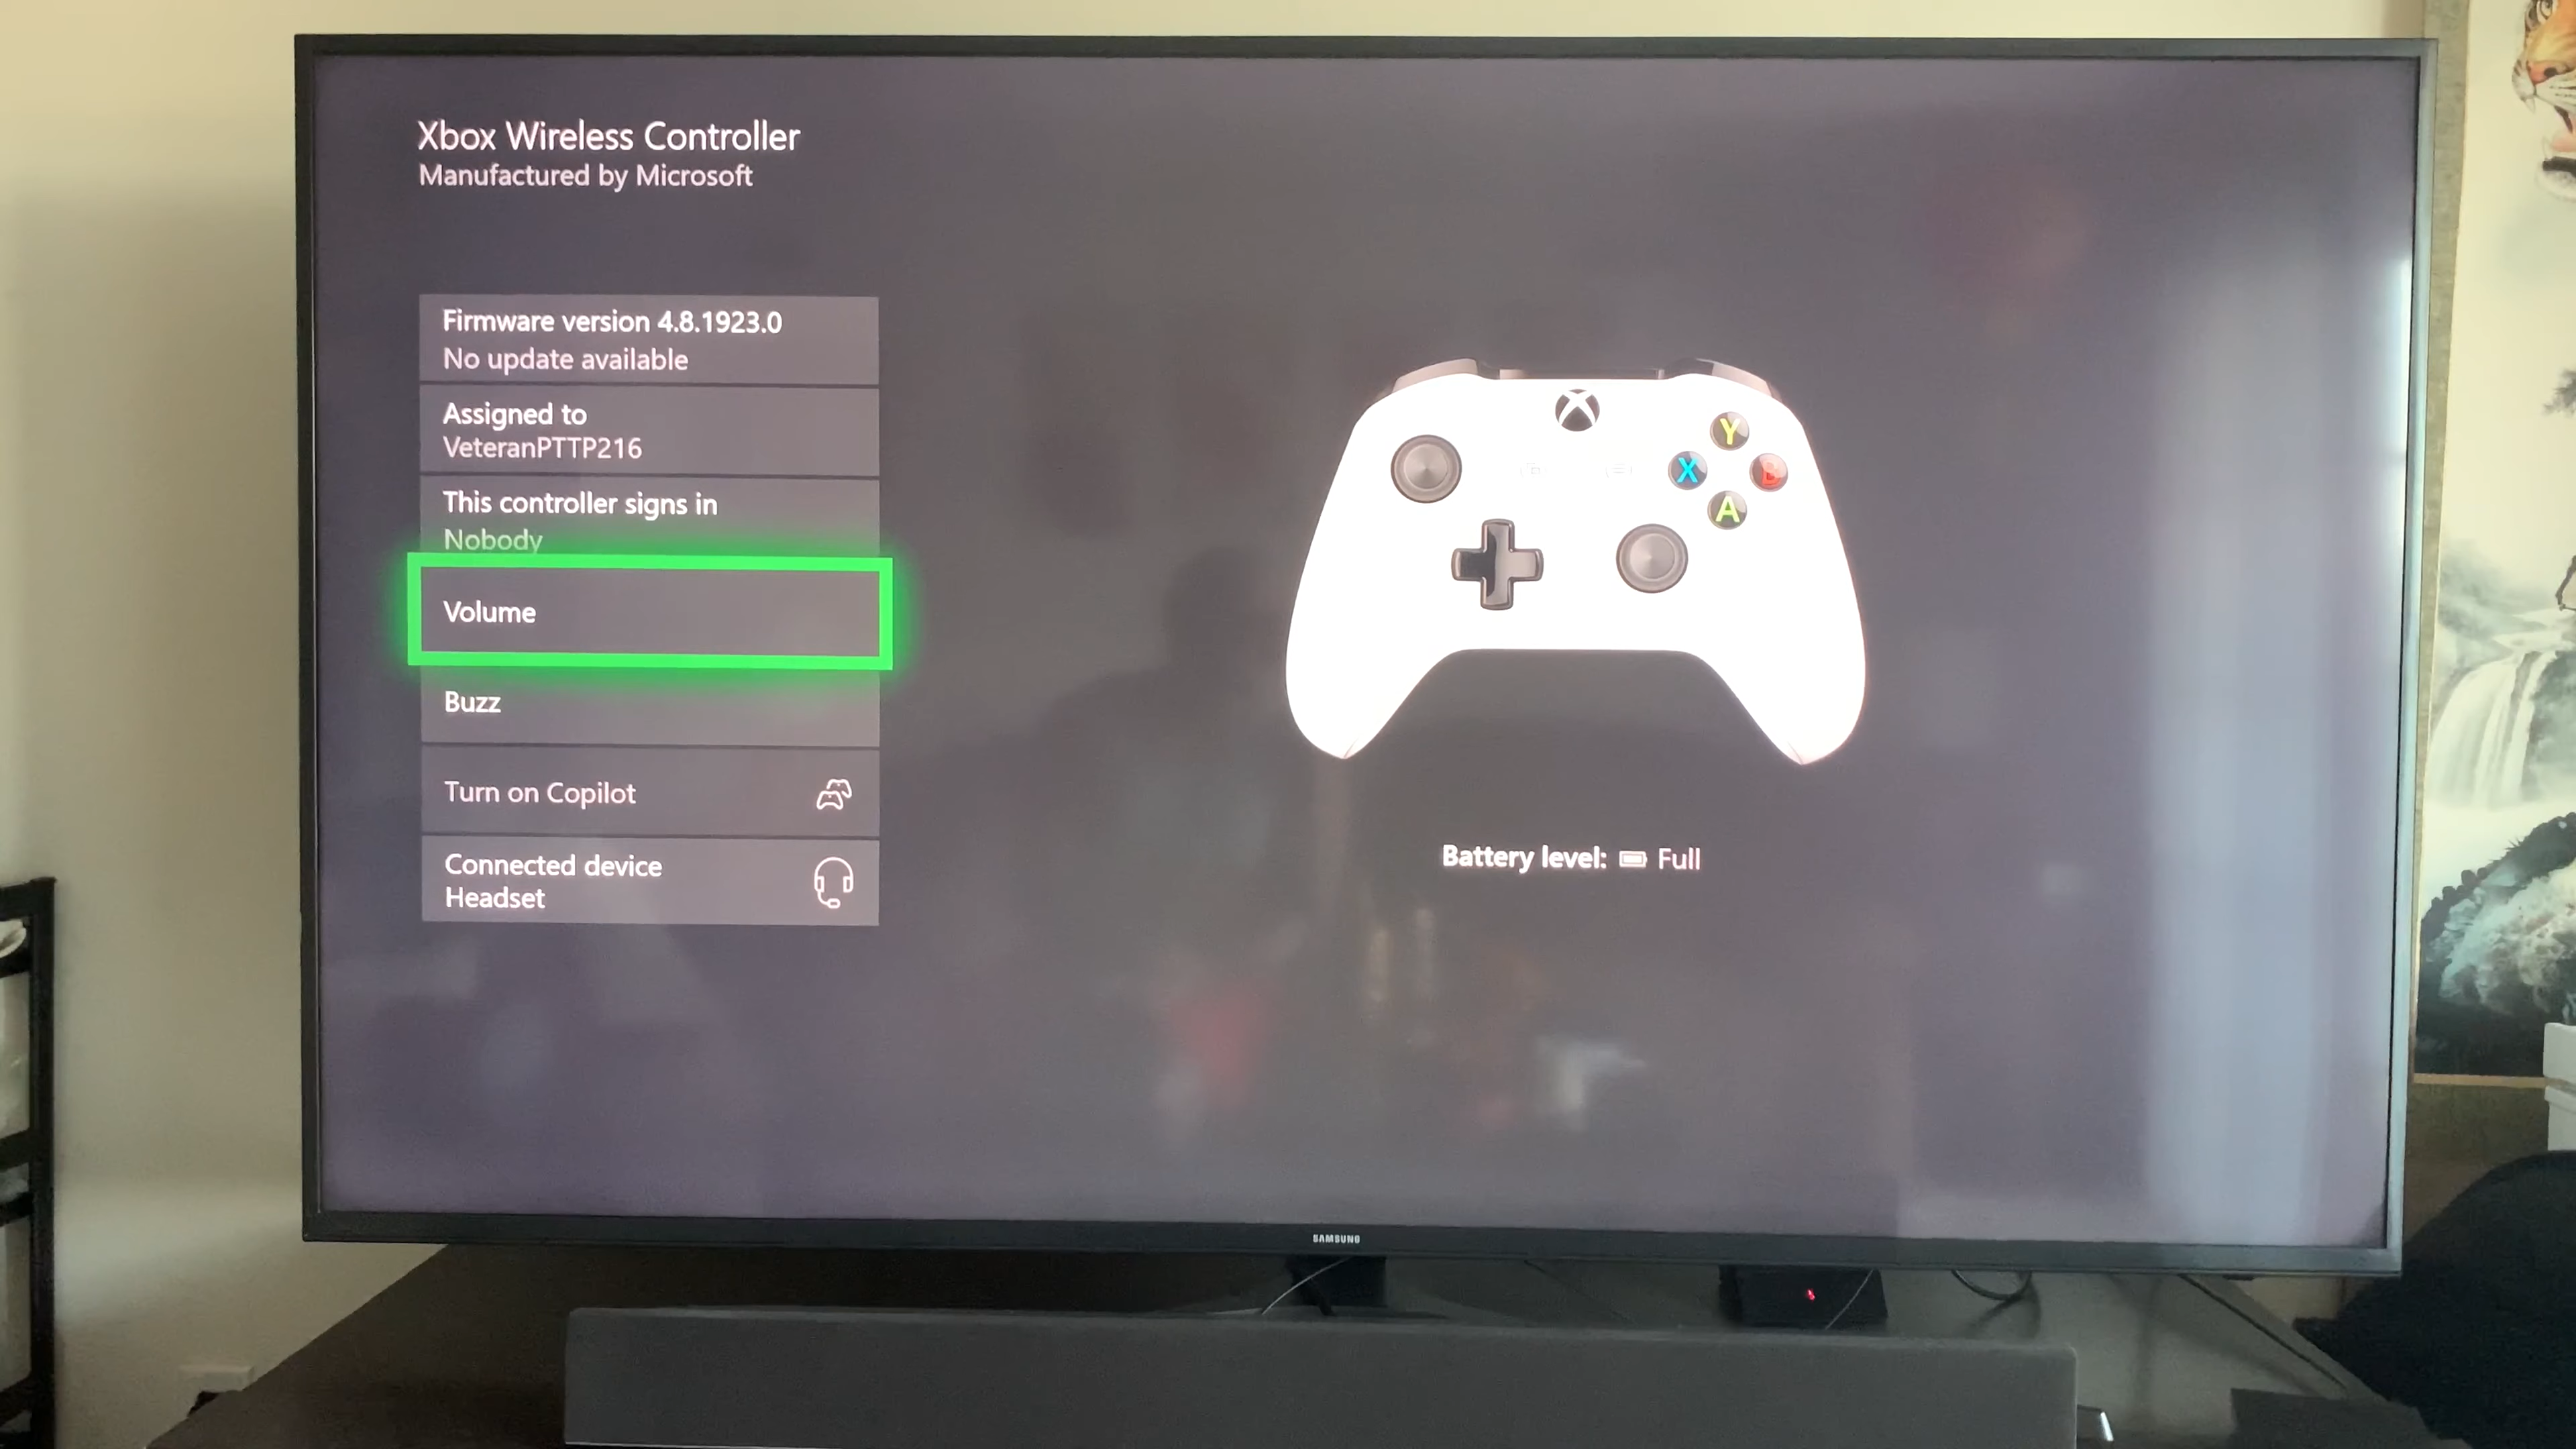 Xbox Wireless Controller
Manufactured by Microsoft
Firmware version 4.8.1923.0
No update available
Assigned to
VeteranPTTP216
This controller signs in
Nobody
Volume
Buzz
Turn on Copilot
Connected device
Headset
Y
X
B
A
Battery level: Full
SAMSUNG